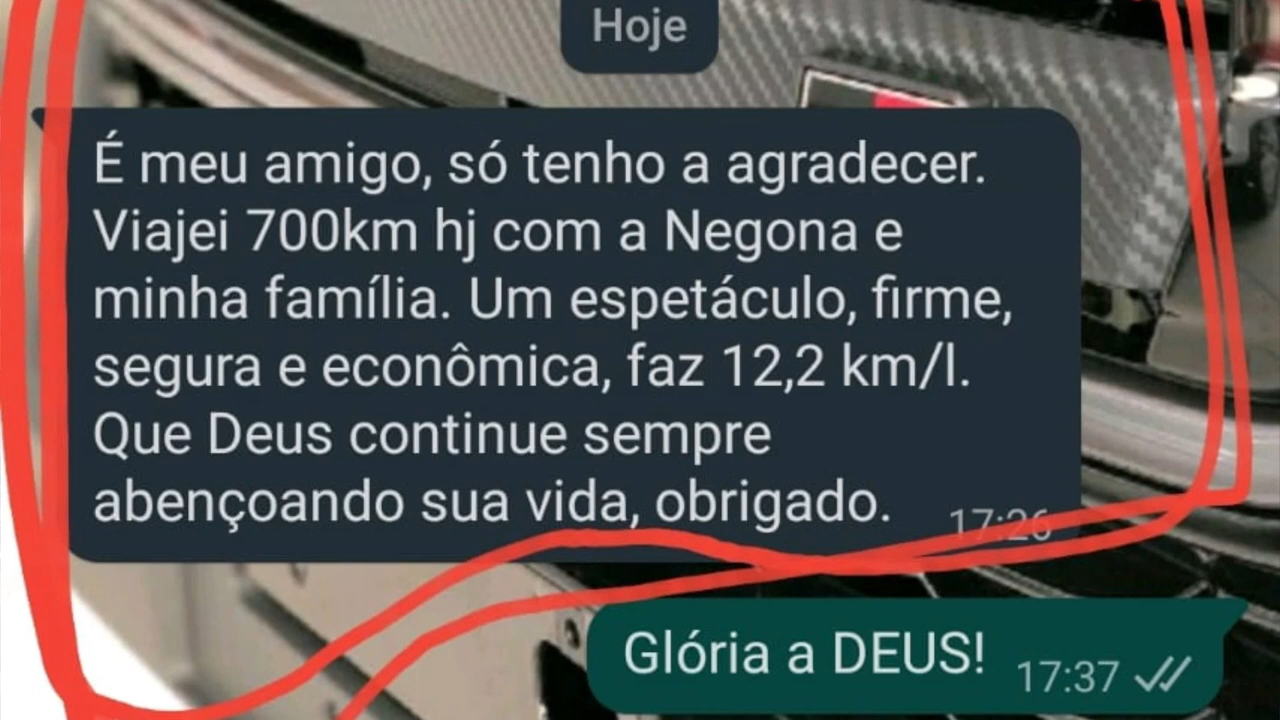 Hoje
É meu amigo, só tenho a agradecer.
Viajei 700km hj com a Negona e
minha família. Um espetáculo, firme,
segura e econômica, faz 12,2 km/l.
Que Deus continue sempre
abençoando sua vida, obrigado.
17:26
Glória a DEUS!
17:37